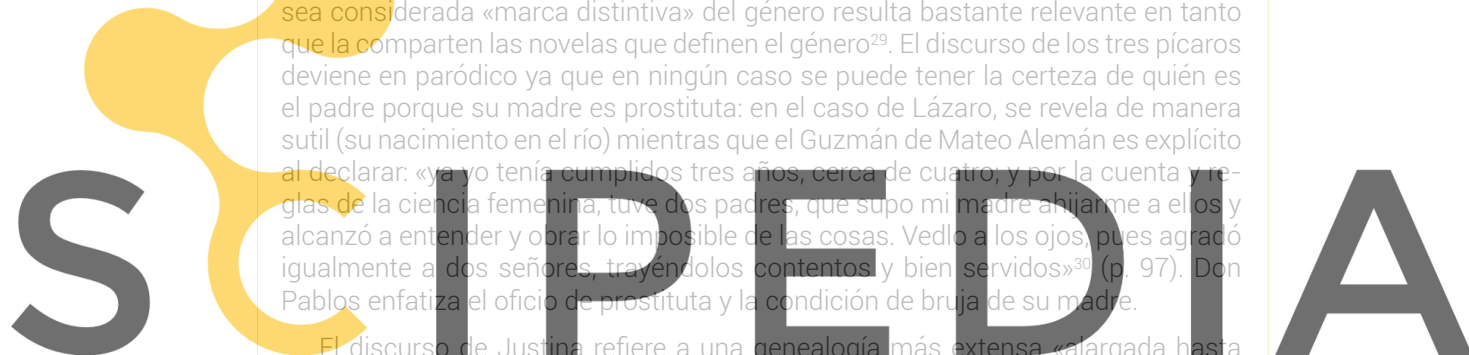 sea considerada «marca distintiva» del género resulta bastante relevante en tanto
que la comparten las novelas que definen el género²⁹. El discurso de los tres pícaros
deviene en paródico ya que en ningún caso se puede tener la certeza de quién es
el padre porque su madre es prostituta: en el caso de Lázaro, se revela de manera
sutil (su nacimiento en el río) mientras que el Guzmán de Mateo Alemán es explícito
al declarar: «ya yo tenía cumplidos tres años, cerca de cuatro; y por la cuenta y re-
glas de la ciencia femenina, tuve dos padres, que supo mi madre ahijarme a ellos y
alcanzó a entender y obrar lo imposible de las cosas. Vedlo a los ojos, pues agradó
igualmente a dos señores, trayéndolos contentos y bien servidos»³⁰ (p. 97). Don
Pablos enfatiza el oficio de prostituta y la condición de bruja de su madre.
El discurso de Justina refiere a una genealogía más extensa «alargada hasta
SCIPEDIA